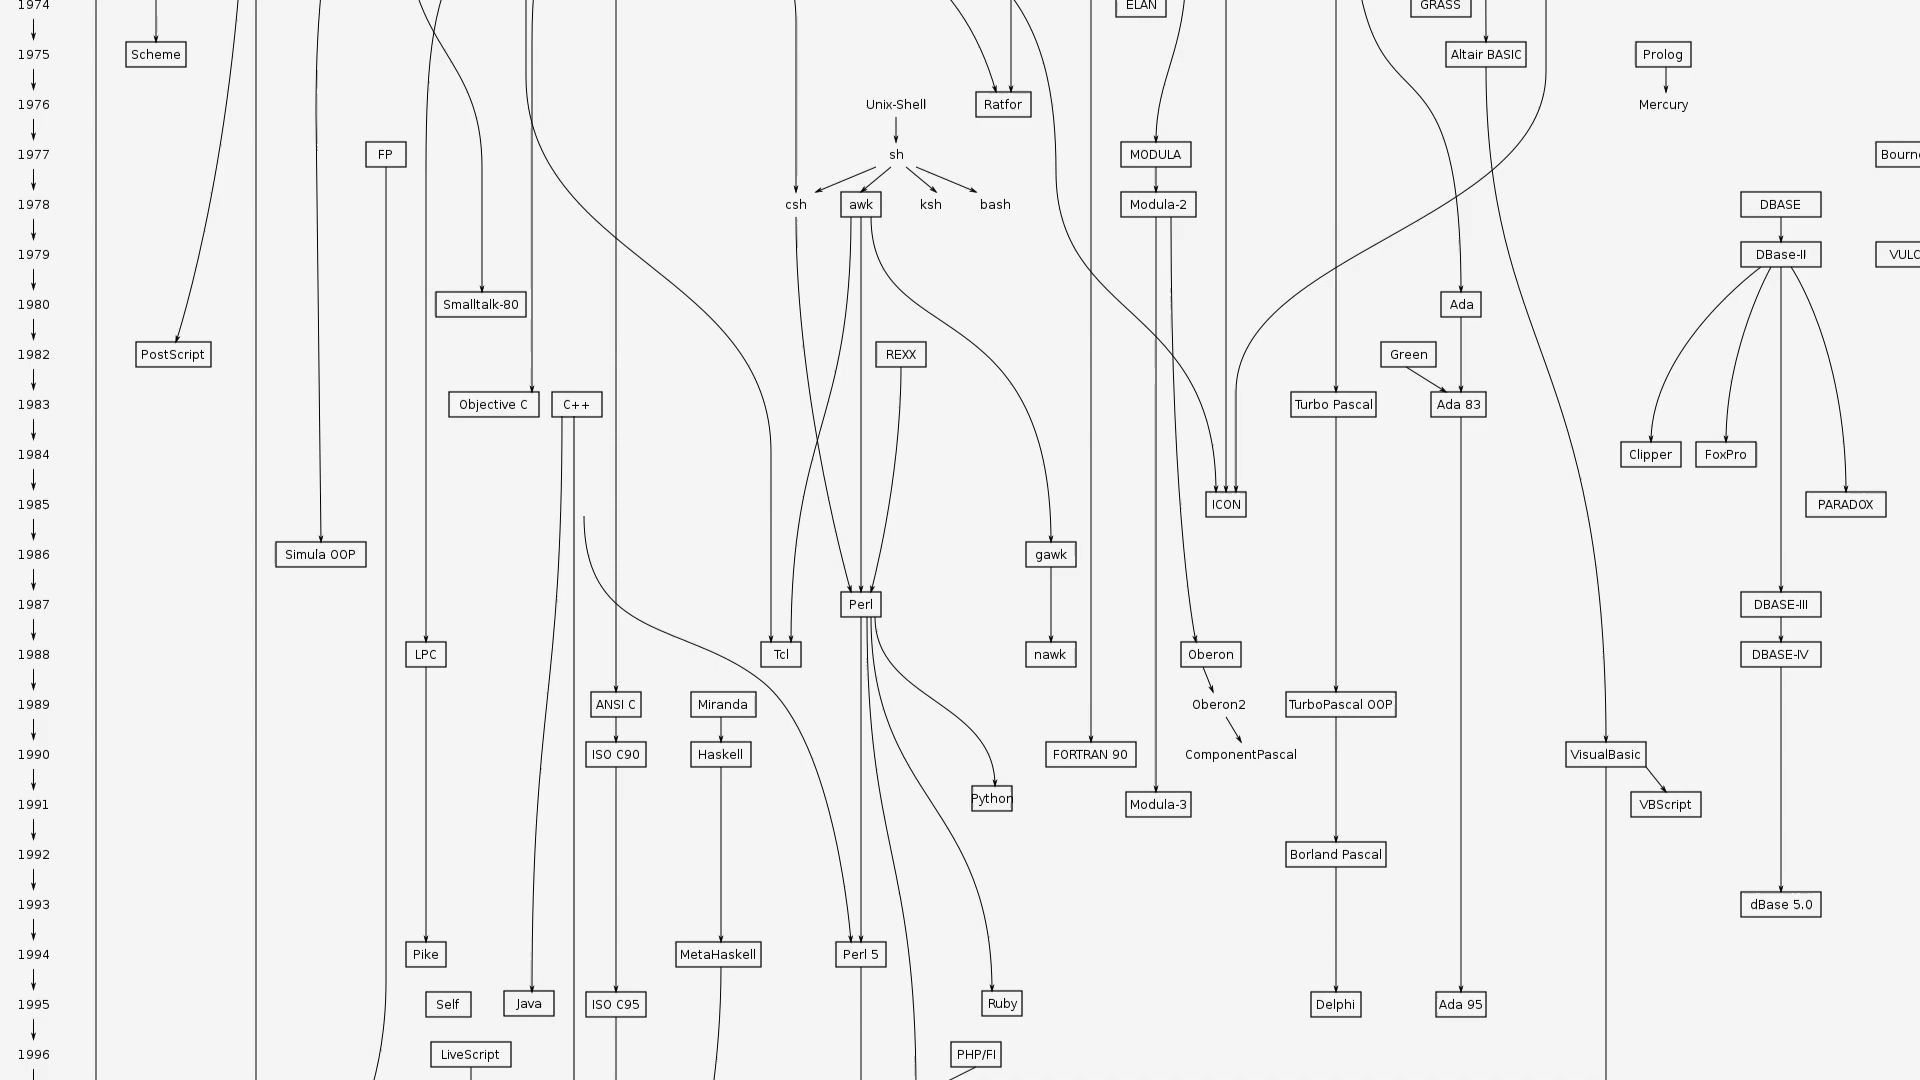 1974
ELAN
GRASS
1975
Scheme
Altair BASIC
Prolog
1976
Unix-Shell
Ratfor
Mercury
1977
FP
sh
MODULA
Bourn
1978
csh
awk
ksh
bash
Modula-2
DBASE
1979
DBase-II
VULC
1980
Smalltalk-80
Ada
1982
PostScript
REXX
Green
1983
Objective C
C++
Turbo Pascal
Ada 83
1984
Clipper
FoxPro
1985
ICON
PARADOX
1986
Simula OOP
gawk
1987
Perl
DBASE-III
1988
LPC
Tcl
nawk
Oberon
DBASE-IV
1989
ANSI C
Miranda
Oberon2
TurboPascal OOP
1990
ISO C90
Haskell
FORTRAN 90
ComponentPascal
VisualBasic
1991
Python
Modula-3
VBScript
1992
Borland Pascal
1993
dBase 5.0
1994
Pike
MetaHaskell
Perl 5
1995
Self
Java
ISO C95
Ruby
Delphi
Ada 95
1996
LiveScript
PHP/FI